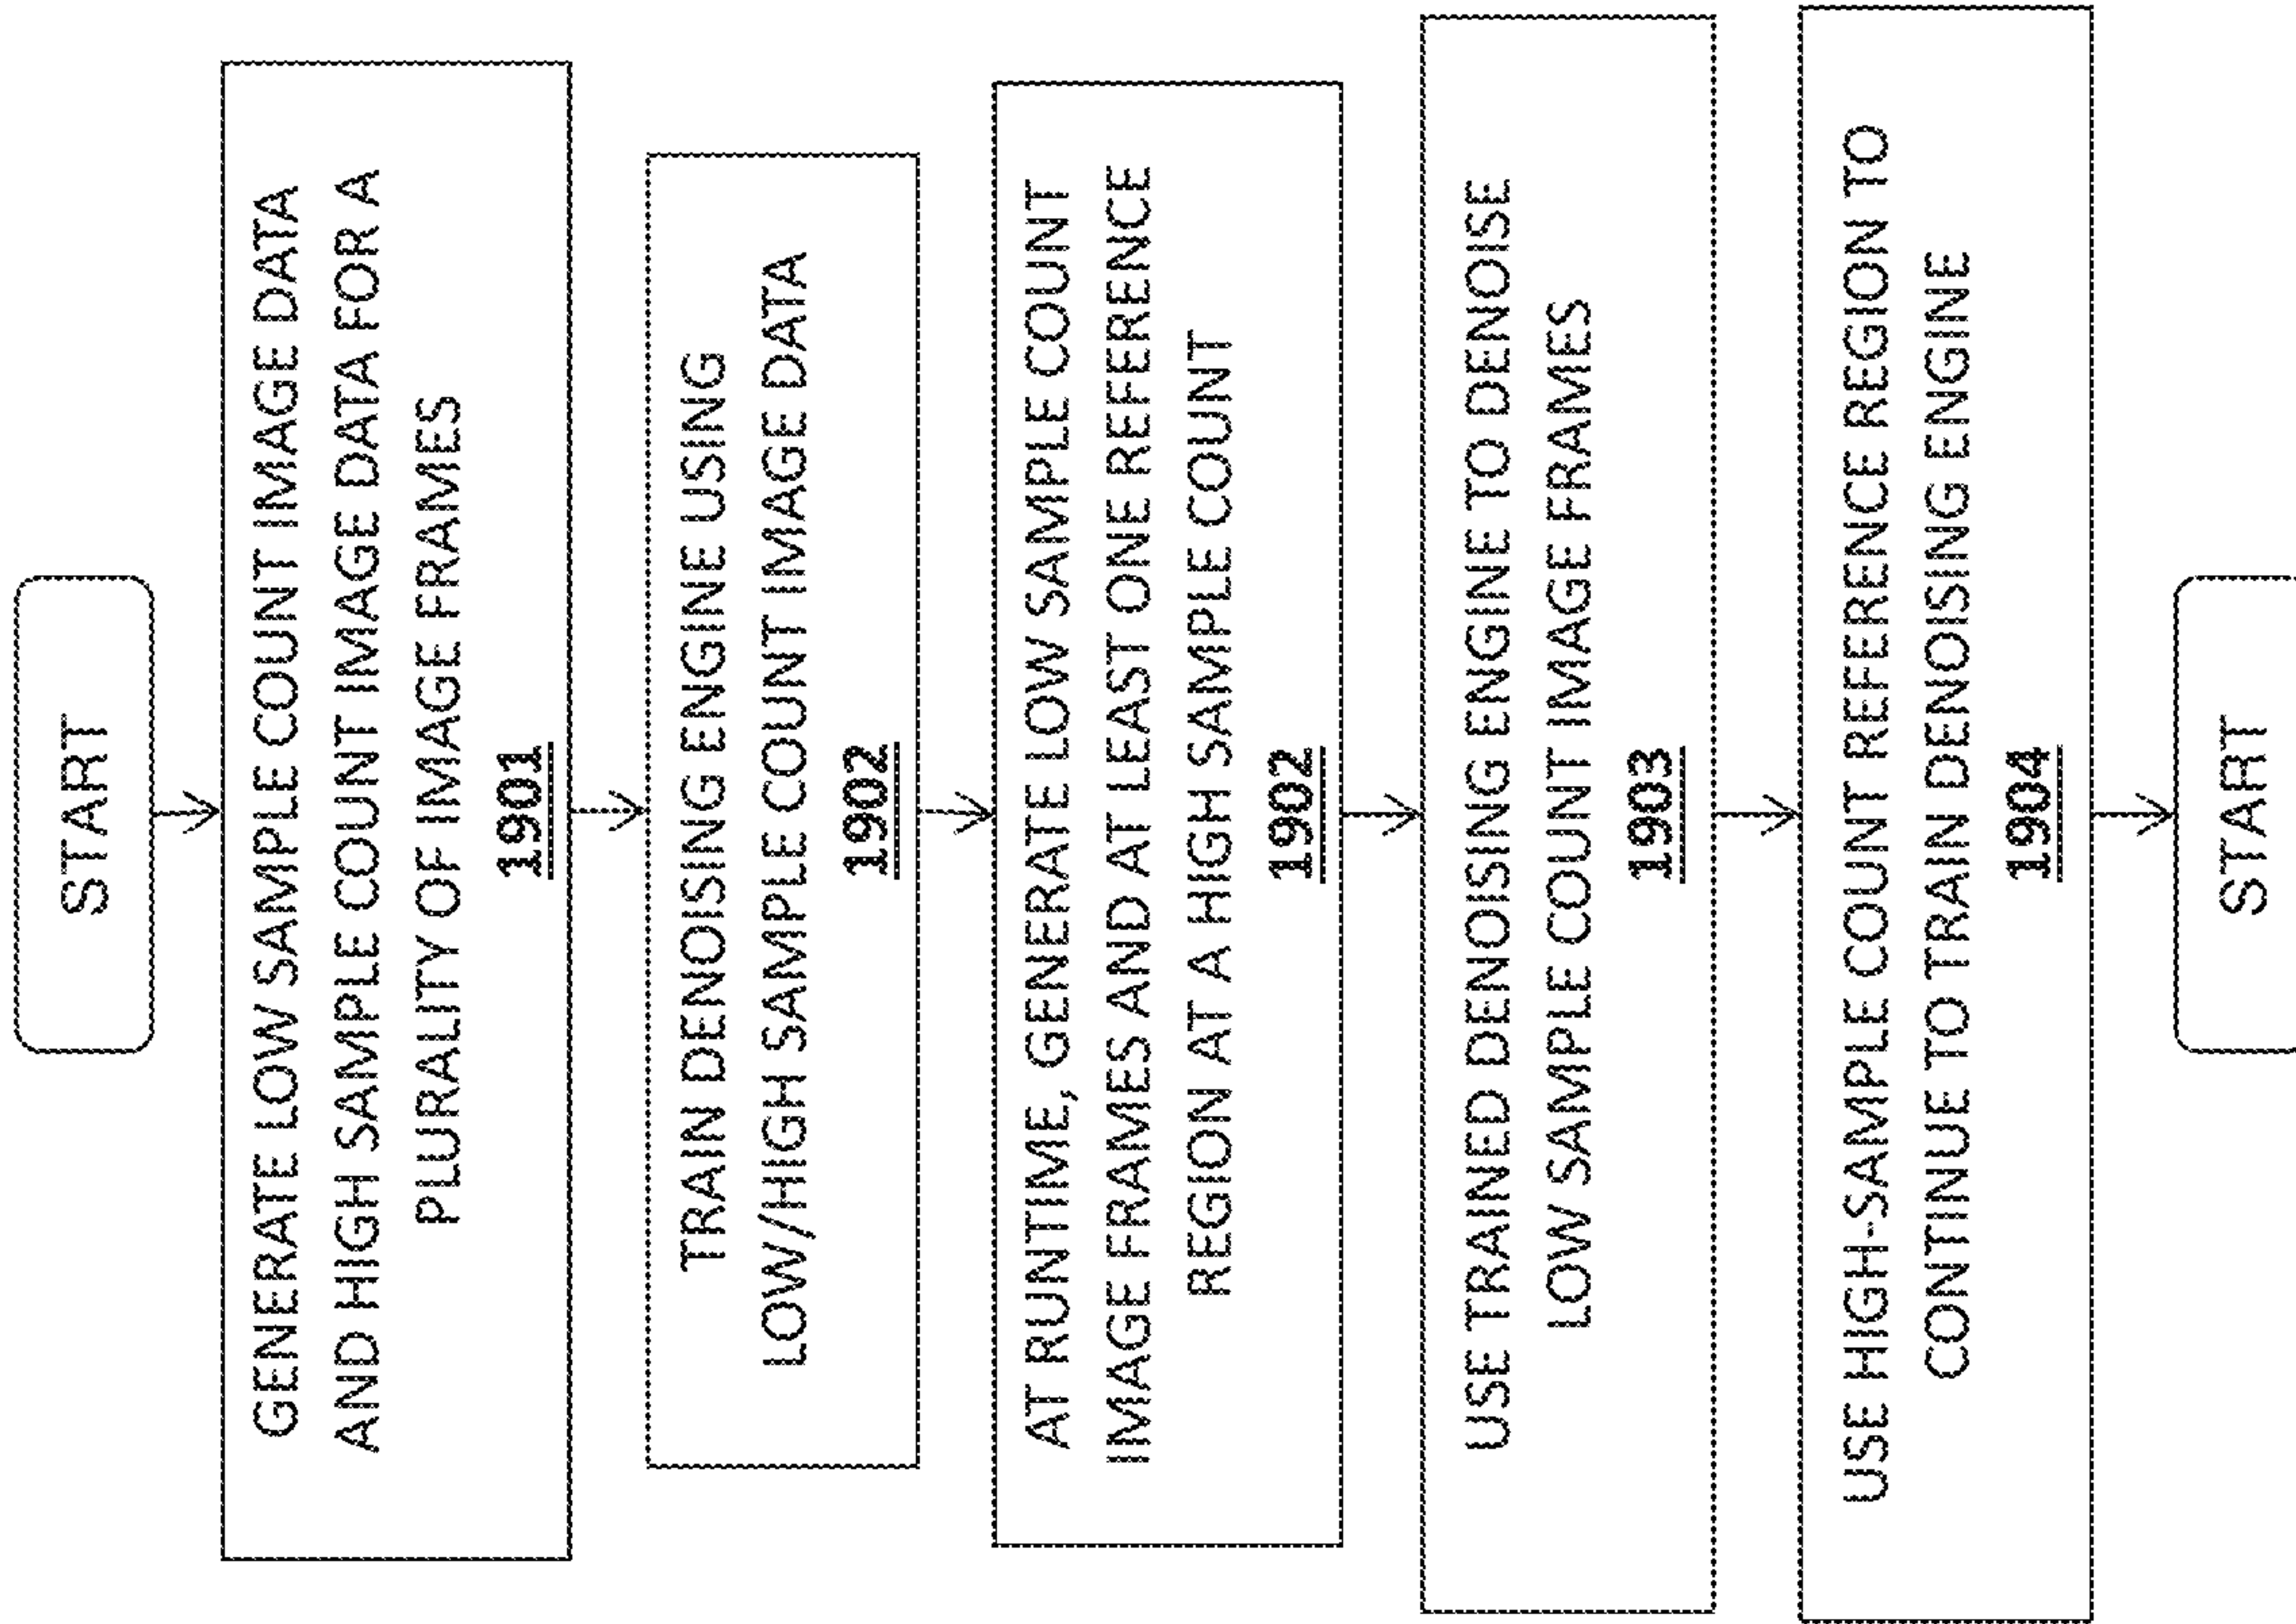 START
GENERATE LOW SAMPLE COUNT IMAGE DATA
AND HIGH SAMPLE COUNT IMAGE DATA FOR A
PLURALITY OF IMAGE FRAMES
1901
TRAIN DENOISING ENGINE USING
LOW/HIGH SAMPLE COUNT IMAGE DATA
1902
AT RUNTIME, GENERATE LOW SAMPLE COUNT
IMAGE FRAMES AND AT LEAST ONE REFERENCE
REGION AT A HIGH SAMPLE COUNT
1902
USE TRAINED DENOISING ENGINE TO DENOISE
LOW SAMPLE COUNT IMAGE FRAMES
1903
USE HIGH-SAMPLE COUNT REFERENCE REGION TO
CONTINUE TO TRAIN DENOISING ENGINE
1904
START